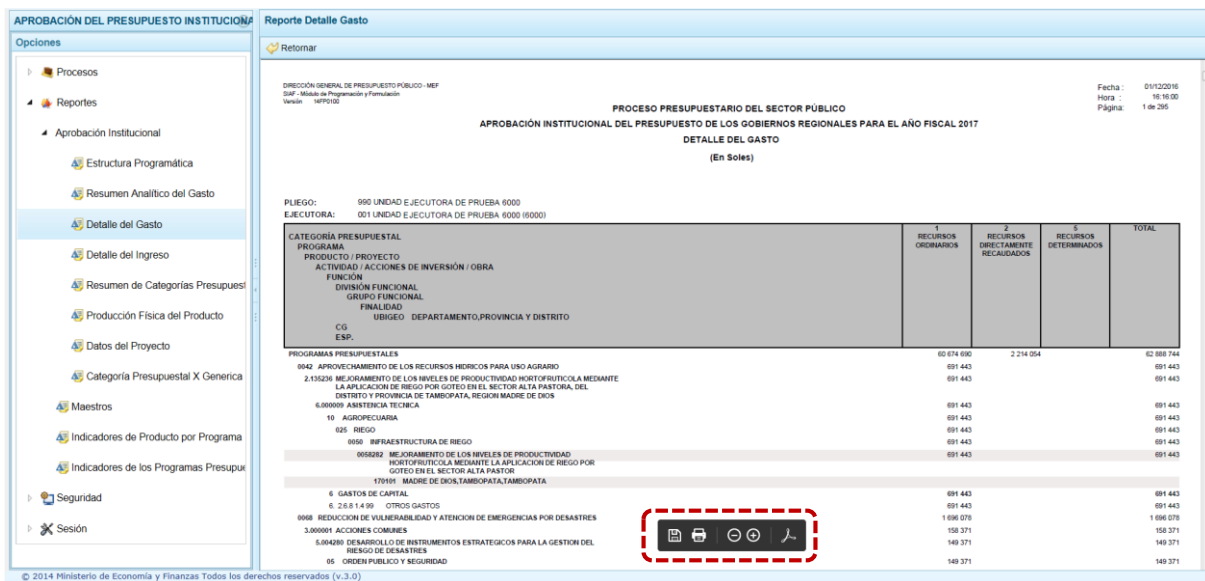 APROBACIÓN DEL PRESUPUESTO INSTITUCIONA
Opciones
Procesos
Reportes
Aprobación Institucional
Estructura Programática
Resumen Analítico del Gasto
Detalle del Gasto
Detalle del Ingreso
Resumen de Categorías Presupuest
Producción Física del Producto
Datos del Proyecto
Categoría Presupuestal X Generica
Maestros
Indicadores de Producto por Programa
Indicadores de los Programas Presupue
Seguridad
Sesión
Reporte Detalle Gasto
Retornar
DIRECCIÓN GENERAL DE PRESUPUESTO PÚBLICO - MEF
SIAF - Módulo de Programación y Formulación
Versión 14FP0100
Fecha : 01/12/2016
Hora : 16:16:00
Página: 1 de 295
PROCESO PRESUPUESTARIO DEL SECTOR PÚBLICO
APROBACIÓN INSTITUCIONAL DEL PRESUPUESTO DE LOS GOBIERNOS REGIONALES PARA EL AÑO FISCAL 2017
DETALLE DEL GASTO
(En Soles)
PLIEGO: 990 UNIDAD EJECUTORA DE PRUEBA 6000
EJECUTORA: 001 UNIDAD EJECUTORA DE PRUEBA 6000 (6000)
CATEGORÍA PRESUPUESTAL
PROGRAMA
PRODUCTO / PROYECTO
ACTIVIDAD / ACCIONES DE INVERSIÓN / OBRA
FUNCIÓN
DIVISIÓN FUNCIONAL
GRUPO FUNCIONAL
FINALIDAD
UBIGEO DEPARTAMENTO,PROVINCIA Y DISTRITO
CG
ESP.
1
RECURSOS
ORDINARIOS
2
RECURSOS
DIRECTAMENTE
RECAUDADOS
5
RECURSOS
DETERMINADOS
TOTAL
PROGRAMAS PRESUPUESTALES 60 674 690 2 214 054 62 888 744
0042 APROVECHAMIENTO DE LOS RECURSOS HIDRICOS PARA USO AGRARIO 691 443 691 443
2.135236 MEJORAMIENTO DE LOS NIVELES DE PRODUCTIVIDAD HORTOFRUTICOLA MEDIANTE 691 443 691 443
LA APLICACION DE RIEGO POR GOTEO EN EL SECTOR ALTA PASTORA, DEL
DISTRITO Y PROVINCIA DE TAMBOPATA, REGION MADRE DE DIOS
6.000009 ASISTENCIA TECNICA 691 443 691 443
10 AGROPECUARIA 691 443 691 443
025 RIEGO 691 443 691 443
0050 INFRAESTRUCTURA DE RIEGO 691 443 691 443
0058282 MEJORAMIENTO DE LOS NIVELES DE PRODUCTIVIDAD 691 443 691 443
HORTOFRUTICOLA MEDIANTE LA APLICACION DE RIEGO POR
GOTEO EN EL SECTOR ALTA PASTOR
170101 MADRE DE DIOS,TAMBOPATA,TAMBOPATA
6 GASTOS DE CAPITAL 691 443 691 443
6. 2.6.8 1.4 99 OTROS GASTOS 691 443 691 443
0068 REDUCCION DE VULNERABILIDAD Y ATENCION DE EMERGENCIAS POR DESASTRES 1 696 078 1 696 078
3.000001 ACCIONES COMUNES 158 371 158 371
5.004280 DESARROLLO DE INSTRUMENTOS ESTRATEGICOS PARA LA GESTION DEL 149 371 149 371
RIESGO DE DESASTRES
05 ORDEN PUBLICO Y SEGURIDAD 149 371 149 371
© 2014 Ministerio de Economía y Finanzas Todos los derechos reservados (v.3.0)